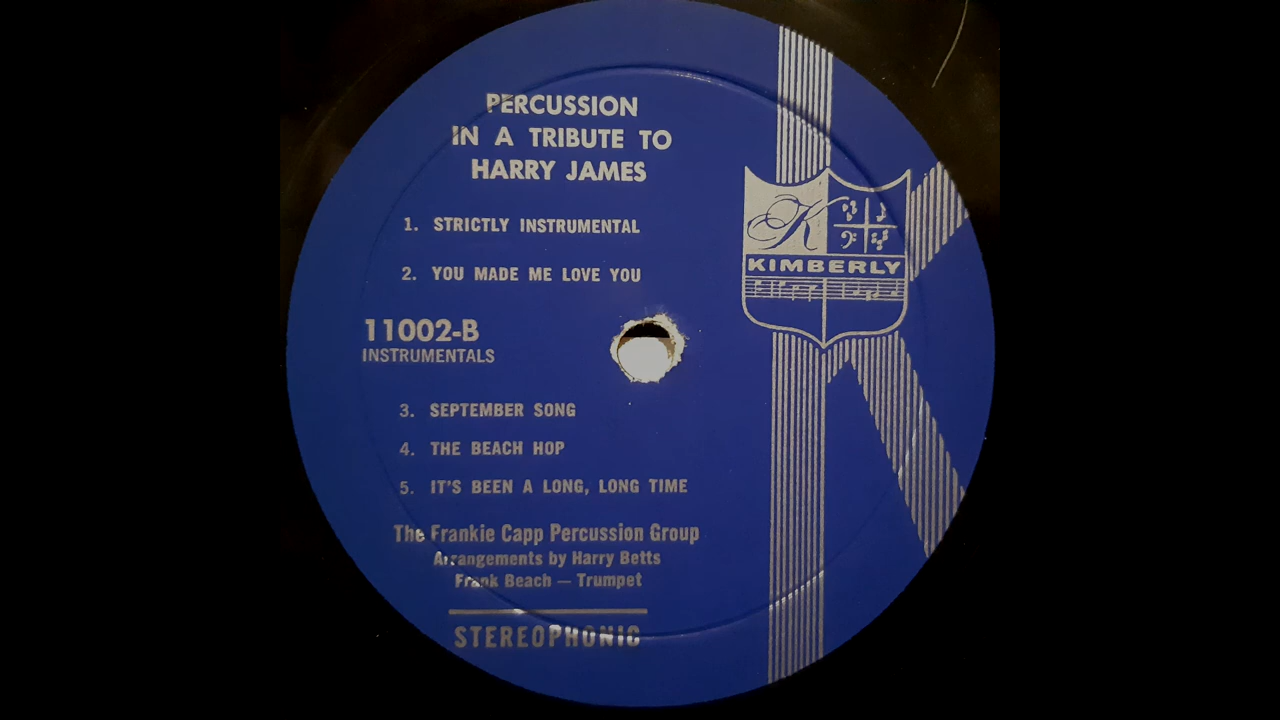 PERCUSSION
IN A TRIBUTE TO
HARRY JAMES
1. STRICTLY INSTRUMENTAL
2. YOU MADE ME LOVE YOU
11002-B
INSTRUMENTALS
3. SEPTEMBER SONG
4. THE BEACH HOP
5. IT'S BEEN A LONG, LONG TIME
The Frankie Capp Percussion Group
Arrangements by Harry Betts
Frank Beach — Trumpet
STEREOPHONIC
K
KIMBERLY